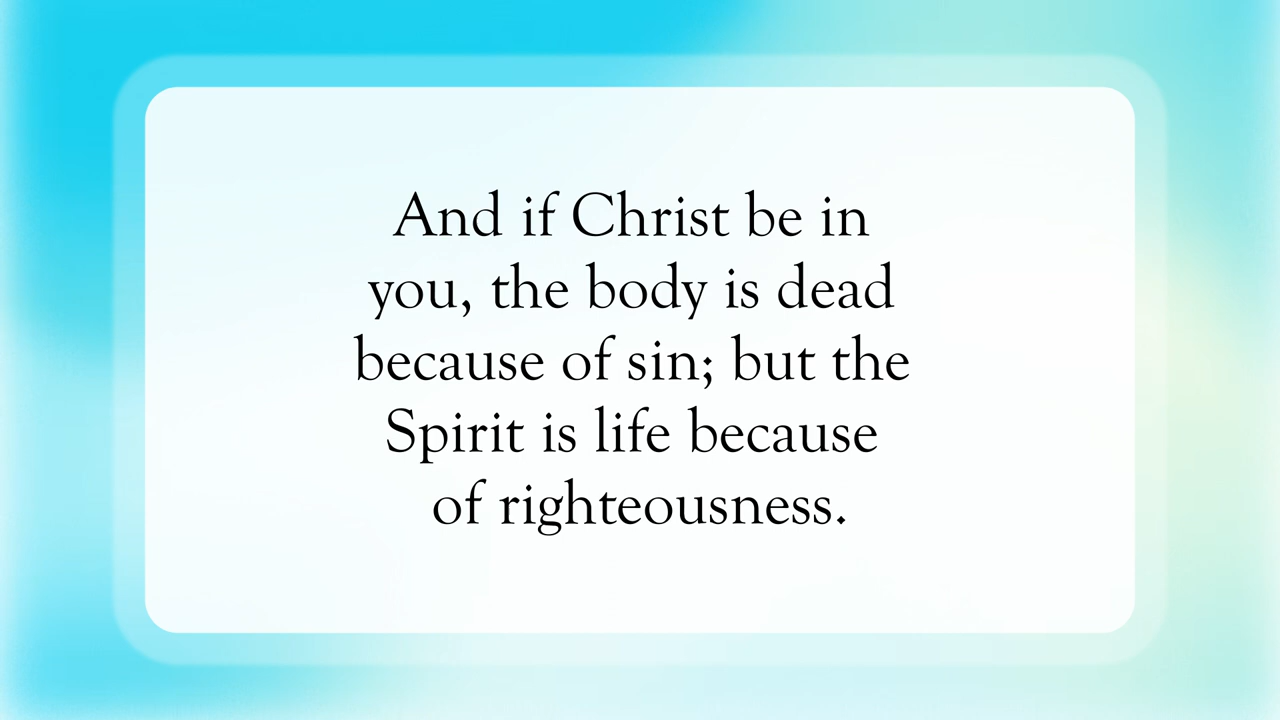 And if Christ be in
you, the body is dead
because of sin; but the
Spirit is life because
of righteousness.